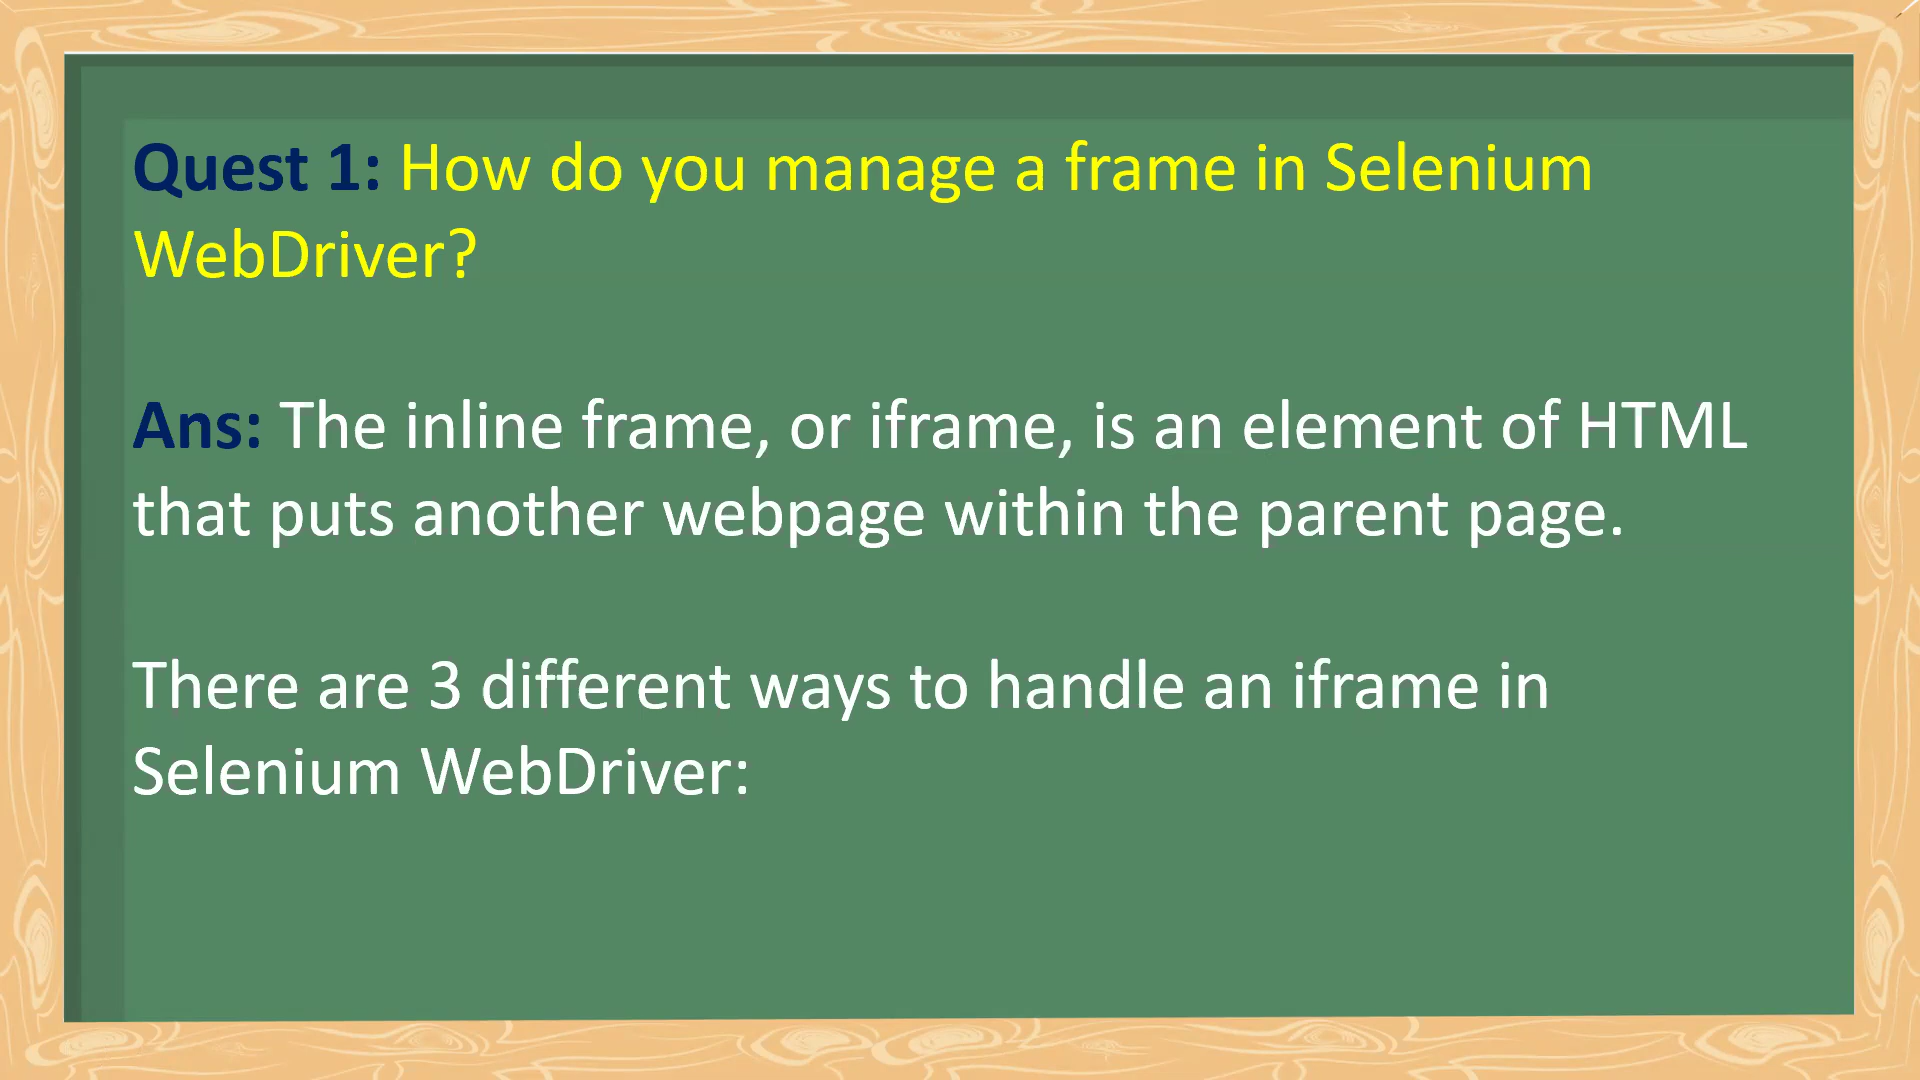 Quest 1: How do you manage a frame in Selenium
WebDriver?
Ans: The inline frame, or iframe, is an element of HTML
that puts another webpage within the parent page.
There are 3 different ways to handle an iframe in
Selenium WebDriver: